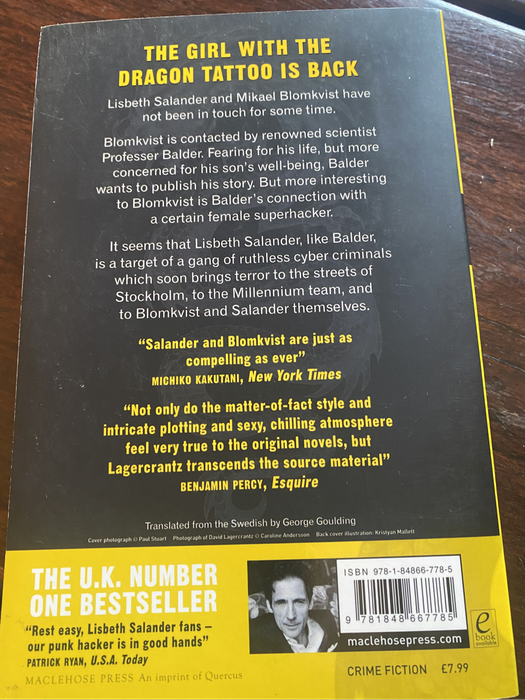 THE GIRL WITH THE
DRAGON TATTOO IS BACK
Lisbeth Salander and Mikael Blomkvist have
not been in touch for some time.
Blomkvist is contacted by renowned scientist
Professor Balder. Fearing for his life, but more
concerned for his son's well-being, Balder
wants to publish his story. But more interesting
to Blomkvist is Balder's connection with
a certain female superhacker.
It seems that Lisbeth Salander, like Balder,
is a target of a gang of ruthless cyber criminals
which soon brings terror to the streets of
Stockholm, to the Millennium team, and
to Blomkvist and Salander themselves.
“Salander and Blomkvist are just as
compelling as ever”
MICHIKO KAKUTANI, New York Times
“Not only do the matter-of-fact style and
intricate plotting and sexy, chilling atmosphere
feel very true to the original novels, but
Lagercrantz transcends the source material”
BENJAMIN PERCY, Esquire
Translated from the Swedish by George Goulding
Cover photograph © Paul Stuart Photograph of David Lagercrantz © Caroline Andersson Back cover illustration: Kristyan Mallett
THE U.K. NUMBER
ONE BESTSELLER
“Rest easy, Lisbeth Salander fans –
our punk hacker is in good hands”
PATRICK RYAN, U.S.A. Today
MACLEHOSE PRESS An imprint of Quercus
ISBN 978-1-84866-778-5
9 781848 667785
maclehosepress.com
e
book
available
CRIME FICTION £7.99